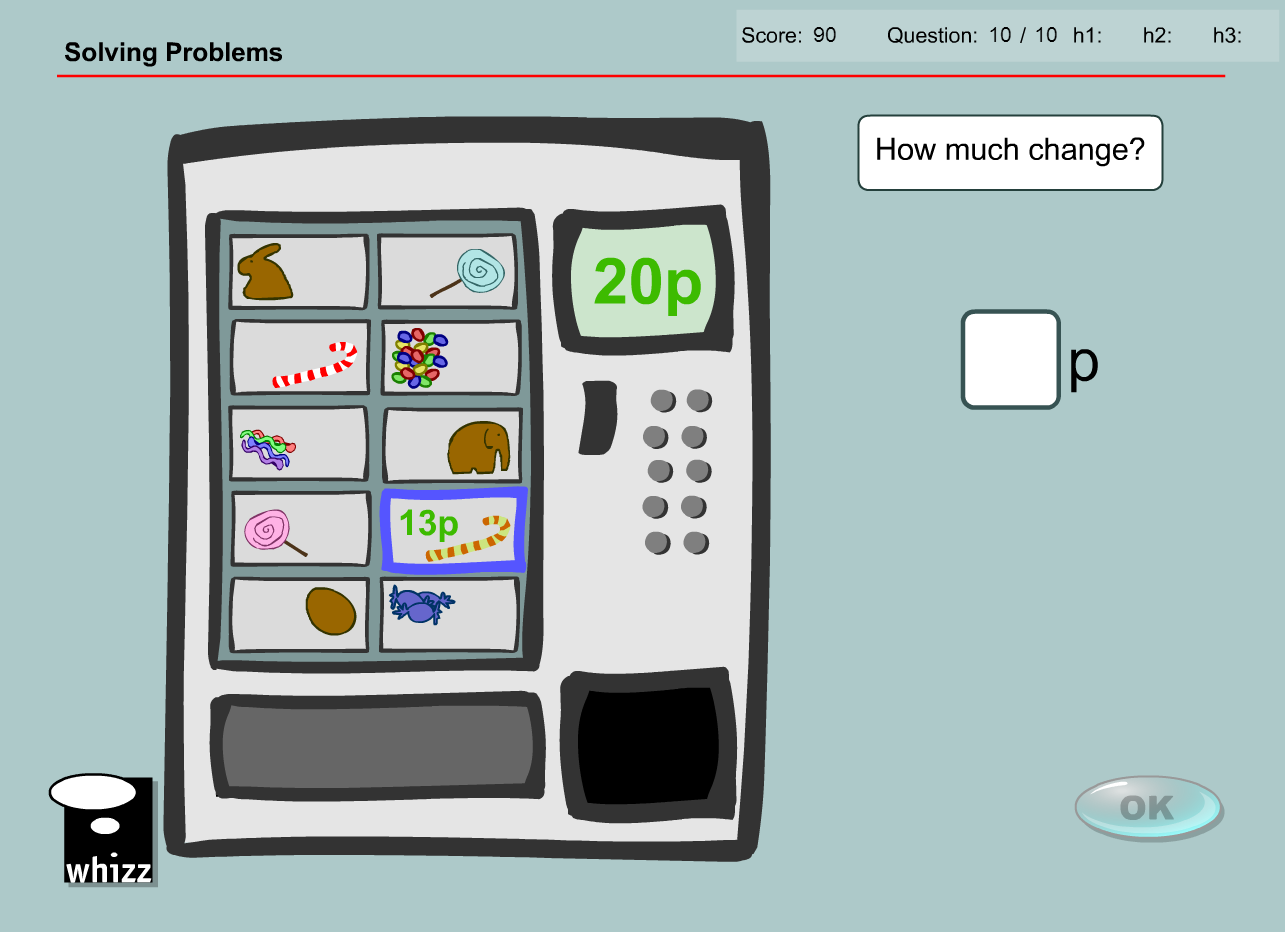 Solving Problems
Score: 90 Question: 10 / 10 h1: h2: h3:
How much change?
20p
p
13p
OK
whizz